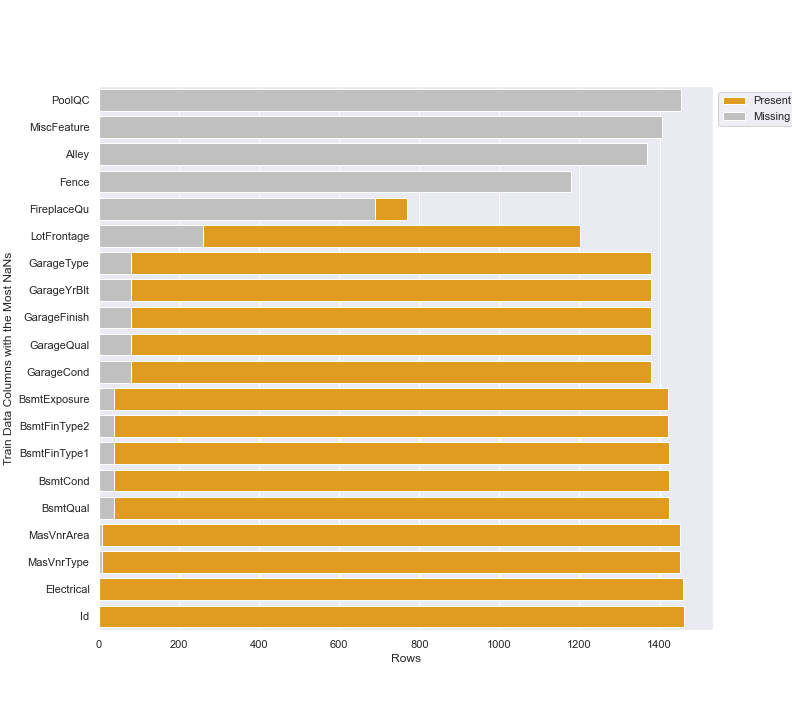 PoolQC
MiscFeature
Alley
Fence
FireplaceQu
LotFrontage
GarageType
GarageYrBlt
GarageFinish
GarageQual
GarageCond
BsmtExposure
BsmtFinType2
BsmtFinType1
BsmtCond
BsmtQual
MasVnrArea
MasVnrType
Electrical
Id
Train Data Columns with the Most NaNs
0 200 400 600 800 1000 1200 1400
Rows
Present
Missing